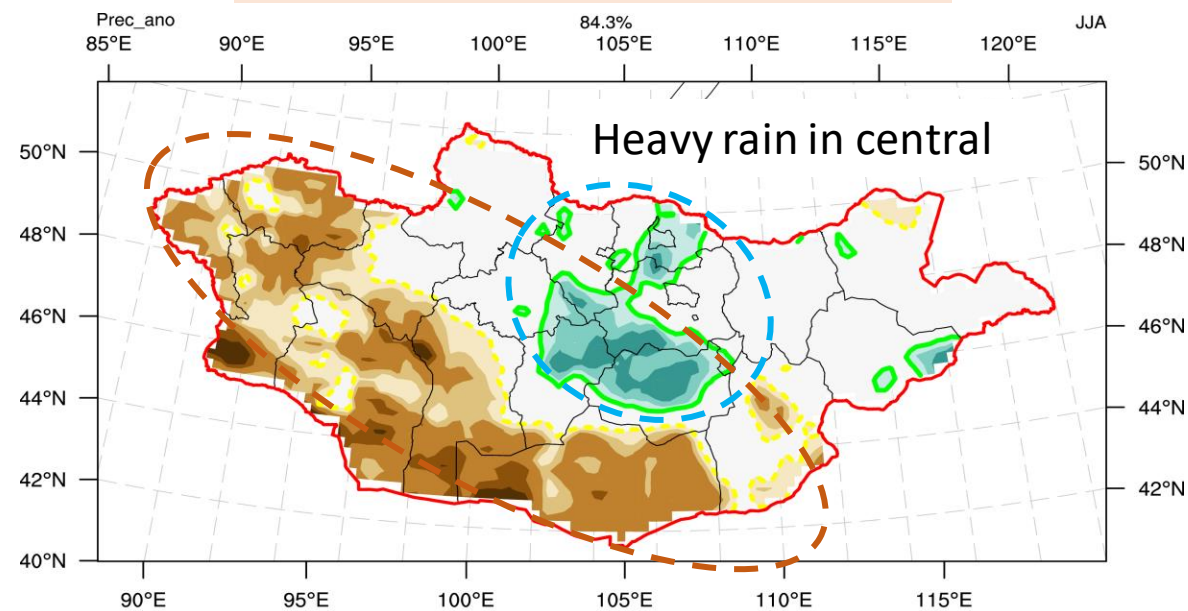 Prec_ano 84.3% JJA
85°E 90°E 95°E 100°E 105°E 110°E 115°E 120°E
Heavy rain in central
50°N 50°N
48°N 48°N
46°N 46°N
44°N 44°N
42°N 42°N
40°N
90°E 95°E 100°E 105°E 110°E 115°E